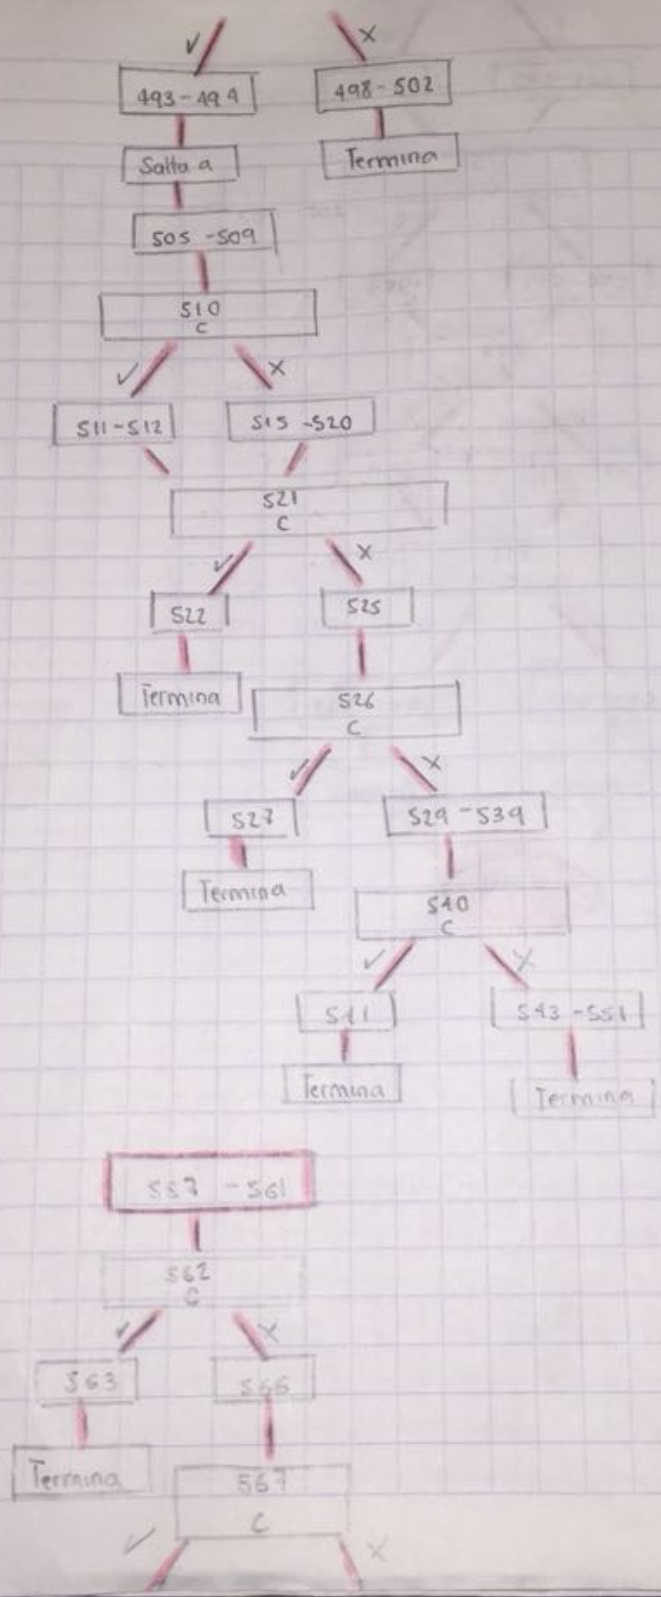 ✓ X
493-494 498-502
Salta a Termina
505 -509
510
C
✓ X
511-512 515 -520
521
C
✓ X
522 525
Termina
526
C
✓ X
527 529 -539
Termina
540
C
✓ X
541 543 -551
Termina Termina
557 -561
562
C
✓ X
563 566
Termina
567
C
✓ X